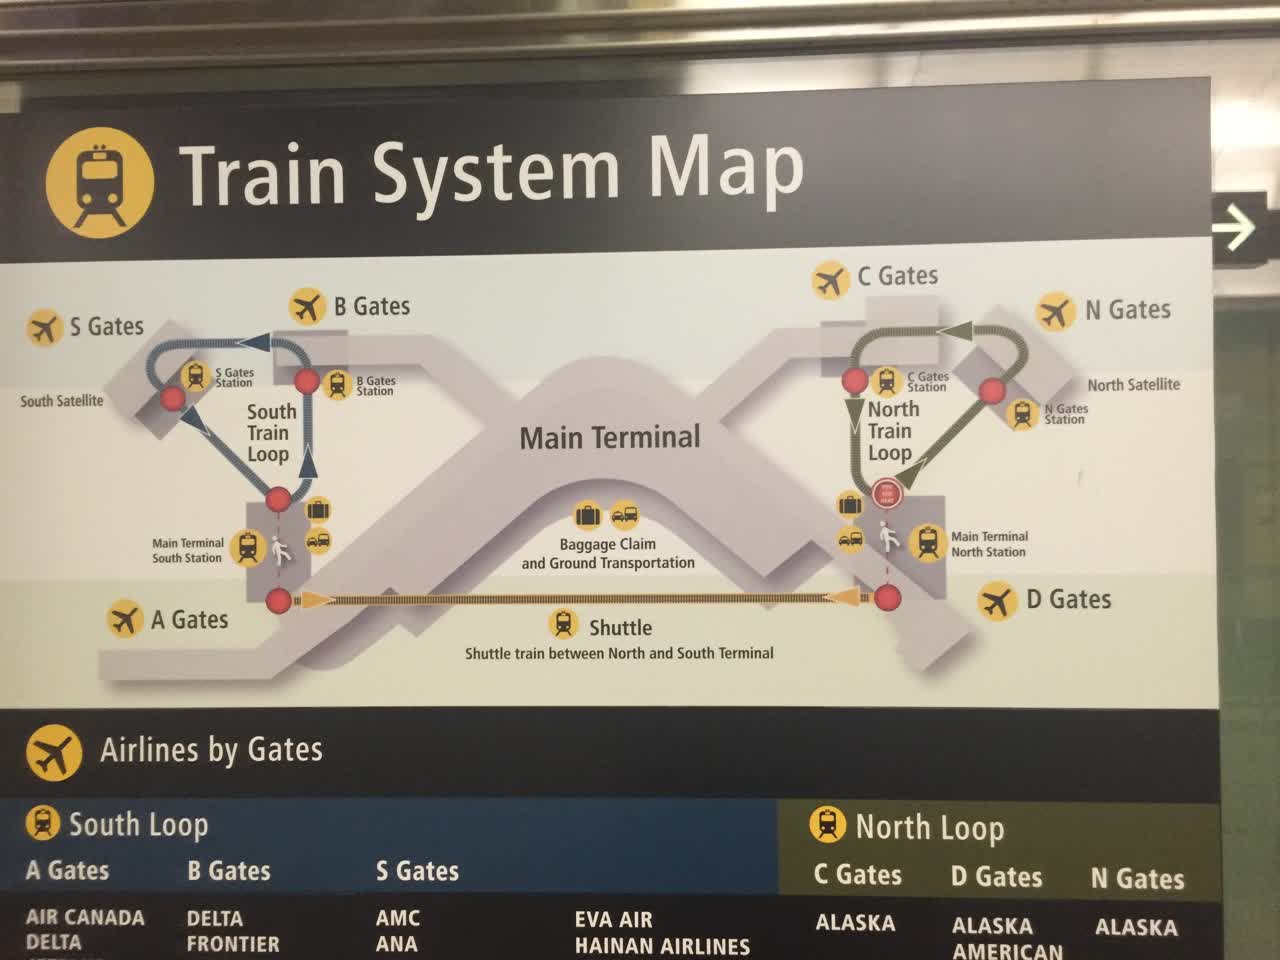 Train System Map
C Gates
N Gates
B Gates
S Gates
S Gates
Station
B Gates
Station
C Gates
Station
North Satellite
South Satellite
N Gates
Station
South
Train
Loop
North
Train
Loop
Main Terminal
YOU
ARE
HERE
Main Terminal
South Station
Baggage Claim
and Ground Transportation
Main Terminal
North Station
A Gates
D Gates
Shuttle
Shuttle train between North and South Terminal
Airlines by Gates
South Loop
North Loop
A Gates
B Gates
S Gates
C Gates
D Gates
N Gates
AIR CANADA
DELTA
DELTA
FRONTIER
AMC
ANA
EVA AIR
HAINAN AIRLINES
ALASKA
ALASKA
AMERICAN
ALASKA